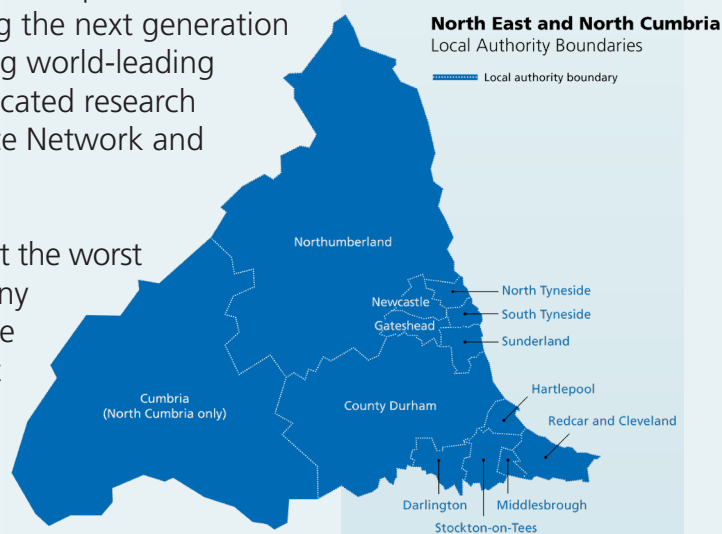 g the next generation
g world-leading
cated research
e Network and
t the worst
ny
e
North East and North Cumbria
Local Authority Boundaries
Local authority boundary
Northumberland
North Tyneside
Newcastle
South Tyneside
Gateshead
Sunderland
Hartlepool
Cumbria
(North Cumbria only)
County Durham
Redcar and Cleveland
Darlington
Middlesbrough
Stockton-on-Tees